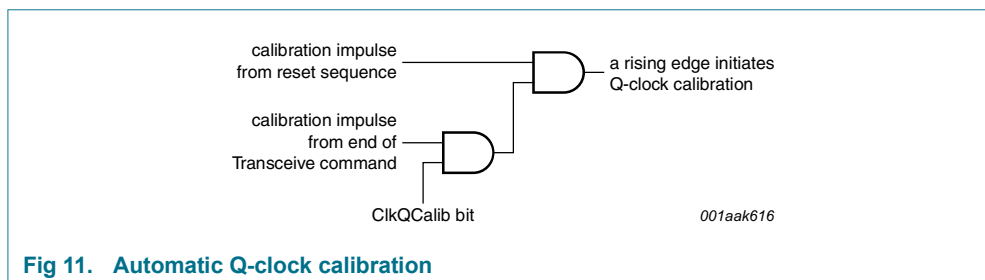 calibration impulse
from reset sequence
a rising edge initiates
Q-clock calibration
calibration impulse
from end of
Transceive command
ClkQCalib bit
001aak616
Fig 11. Automatic Q-clock calibration